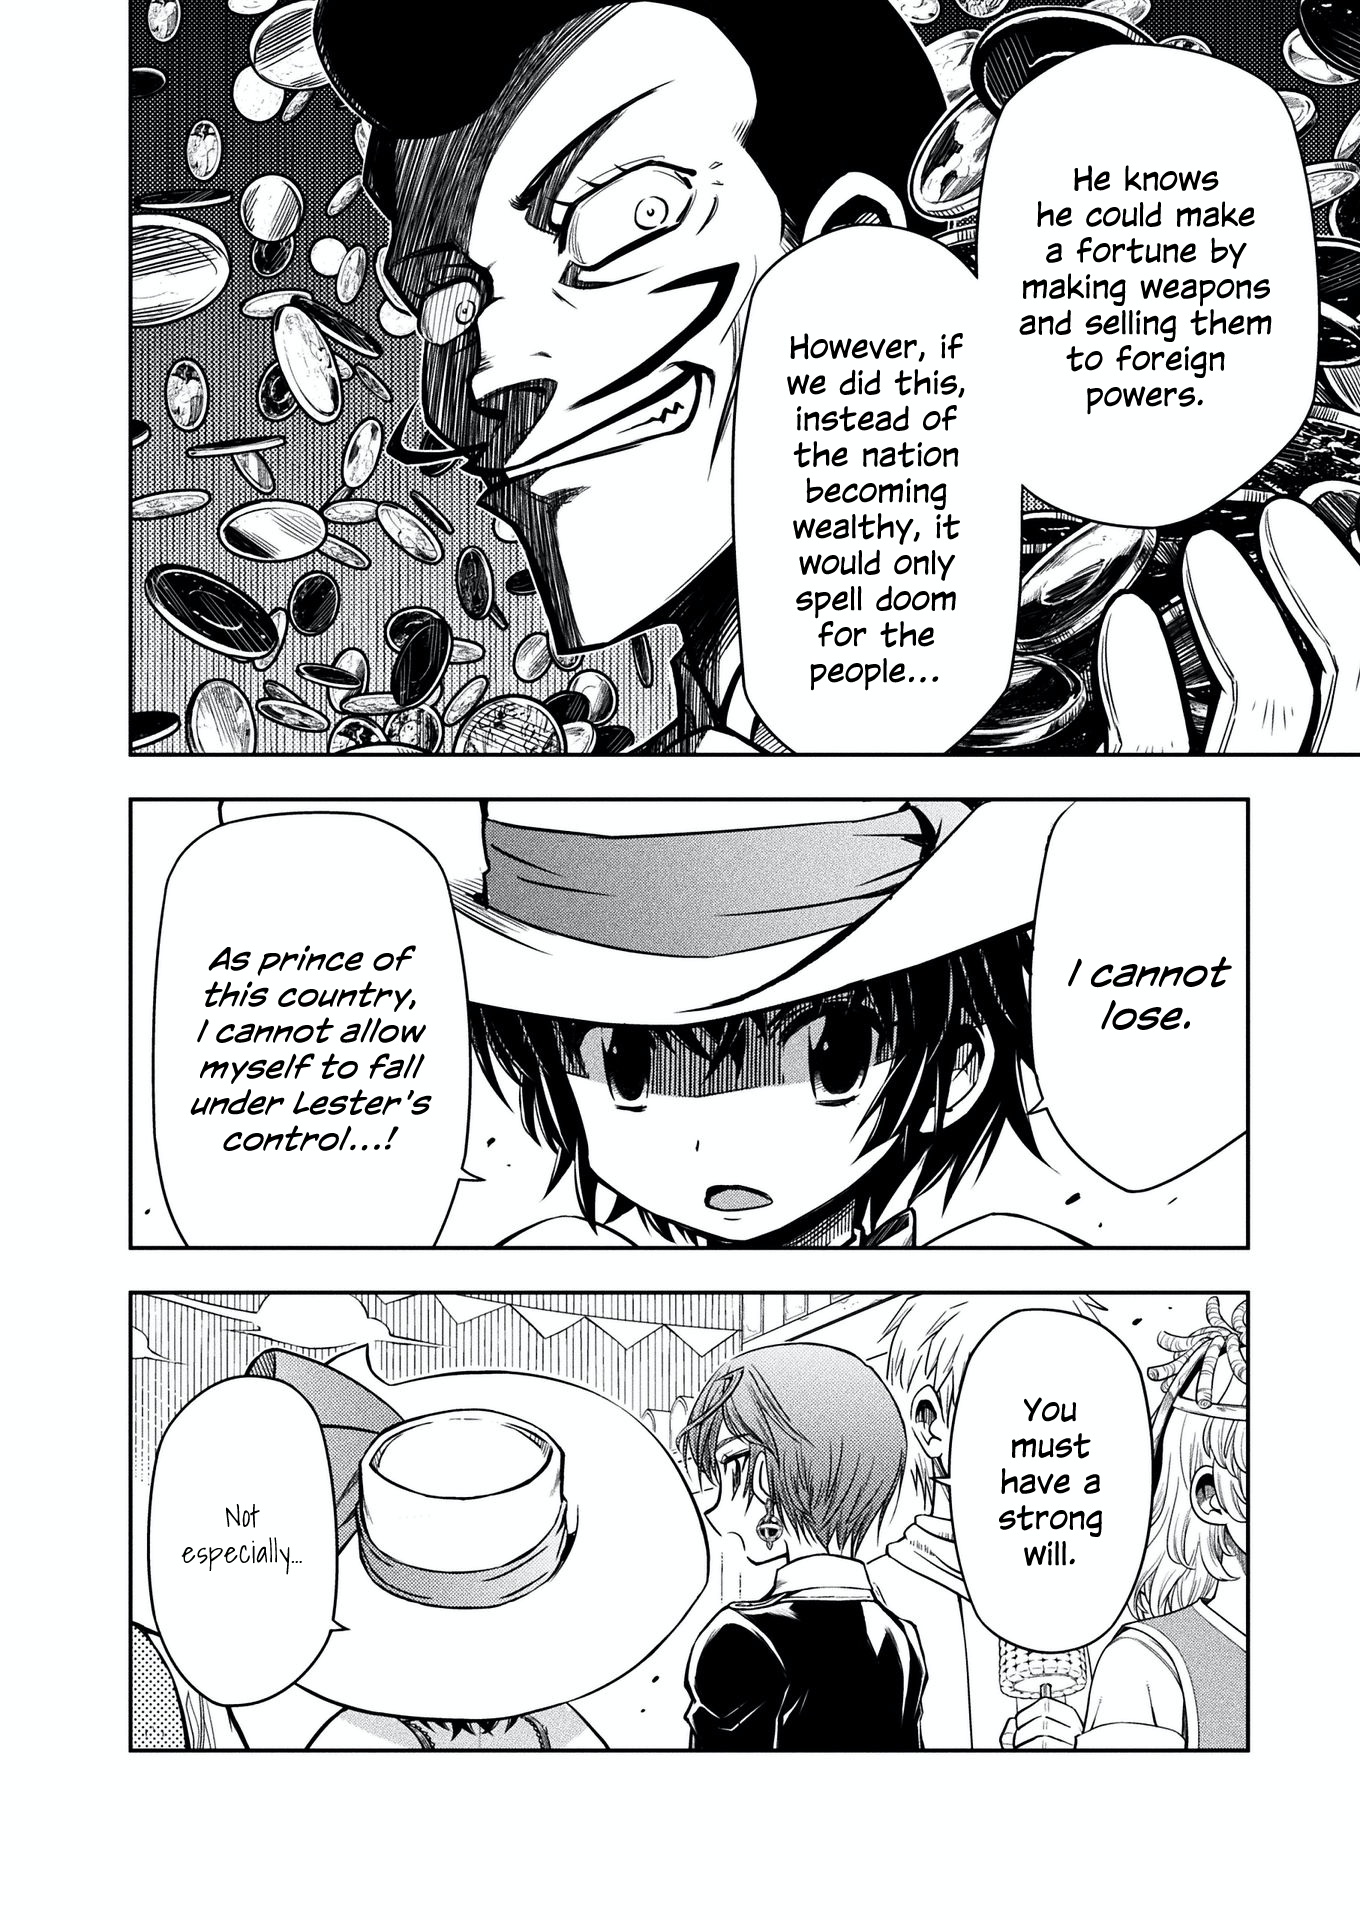 He knows
he could make
a fortune by
making weapons
and selling them
to foreign
powers.
However, if
we did this,
instead of
the nation
becoming
wealthy, it
would only
spell doom
for the
people...
I cannot
lose.
As prince of
this country,
I cannot allow
myself to fall
under Lester's
control...!
You
must
have a
strong
will.
Not
especially...